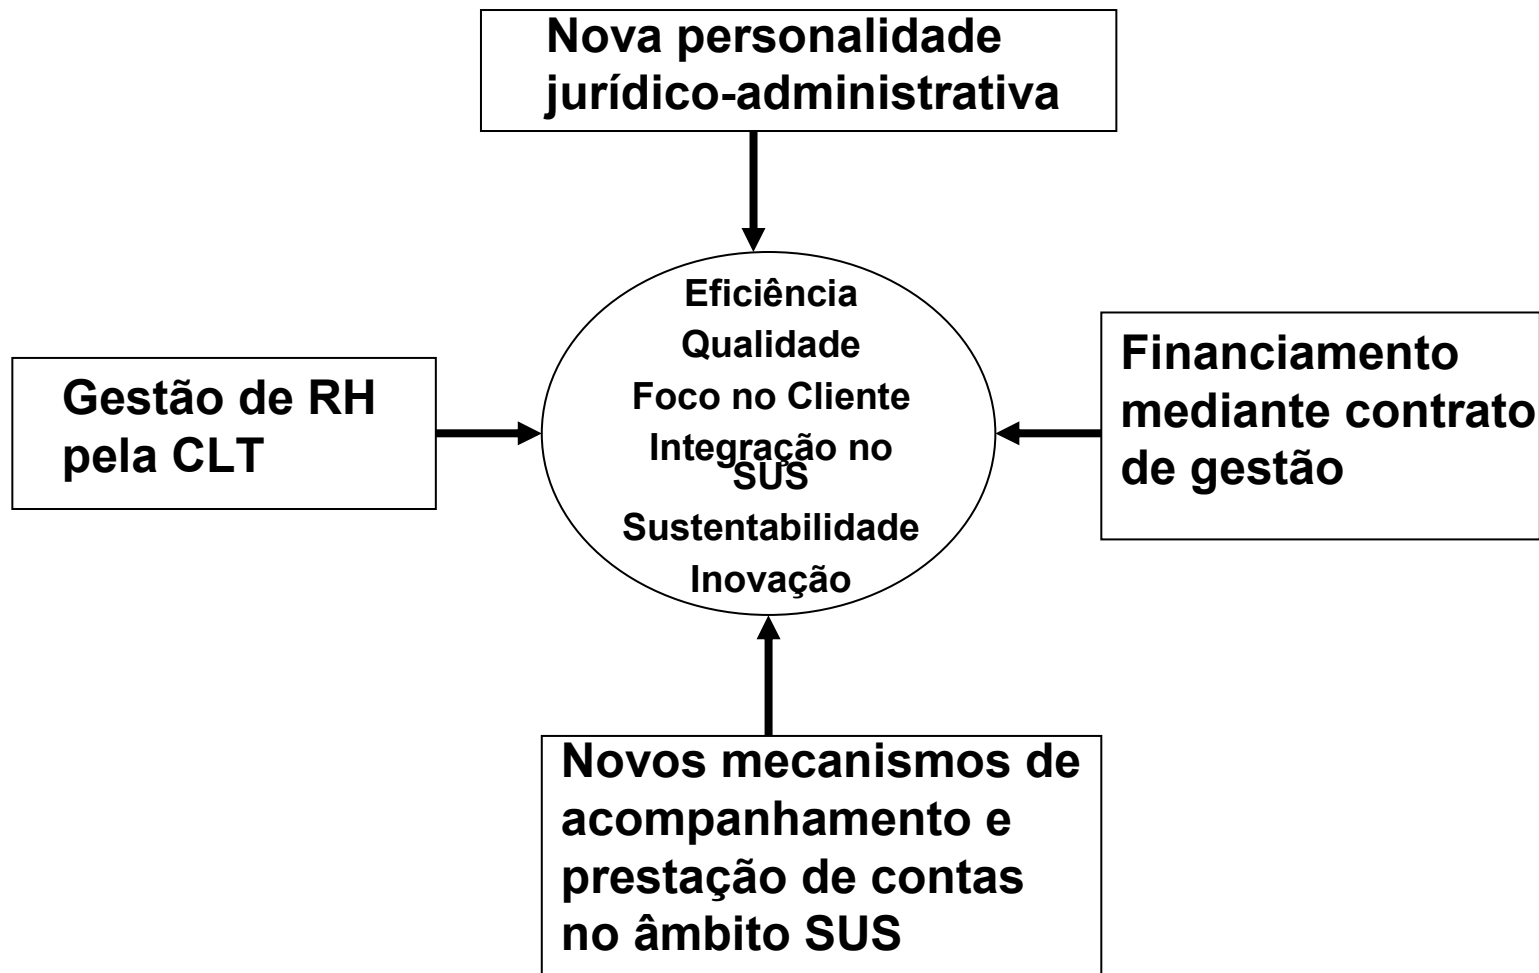 Nova personalidade
jurídico-administrativa
Eficiência
Qualidade
Foco no Cliente
Integração no
SUS
Sustentabilidade
Inovação
Gestão de RH
pela CLT
Financiamento
mediante contrato
de gestão
Novos mecanismos de
acompanhamento e
prestação de contas
no âmbito SUS